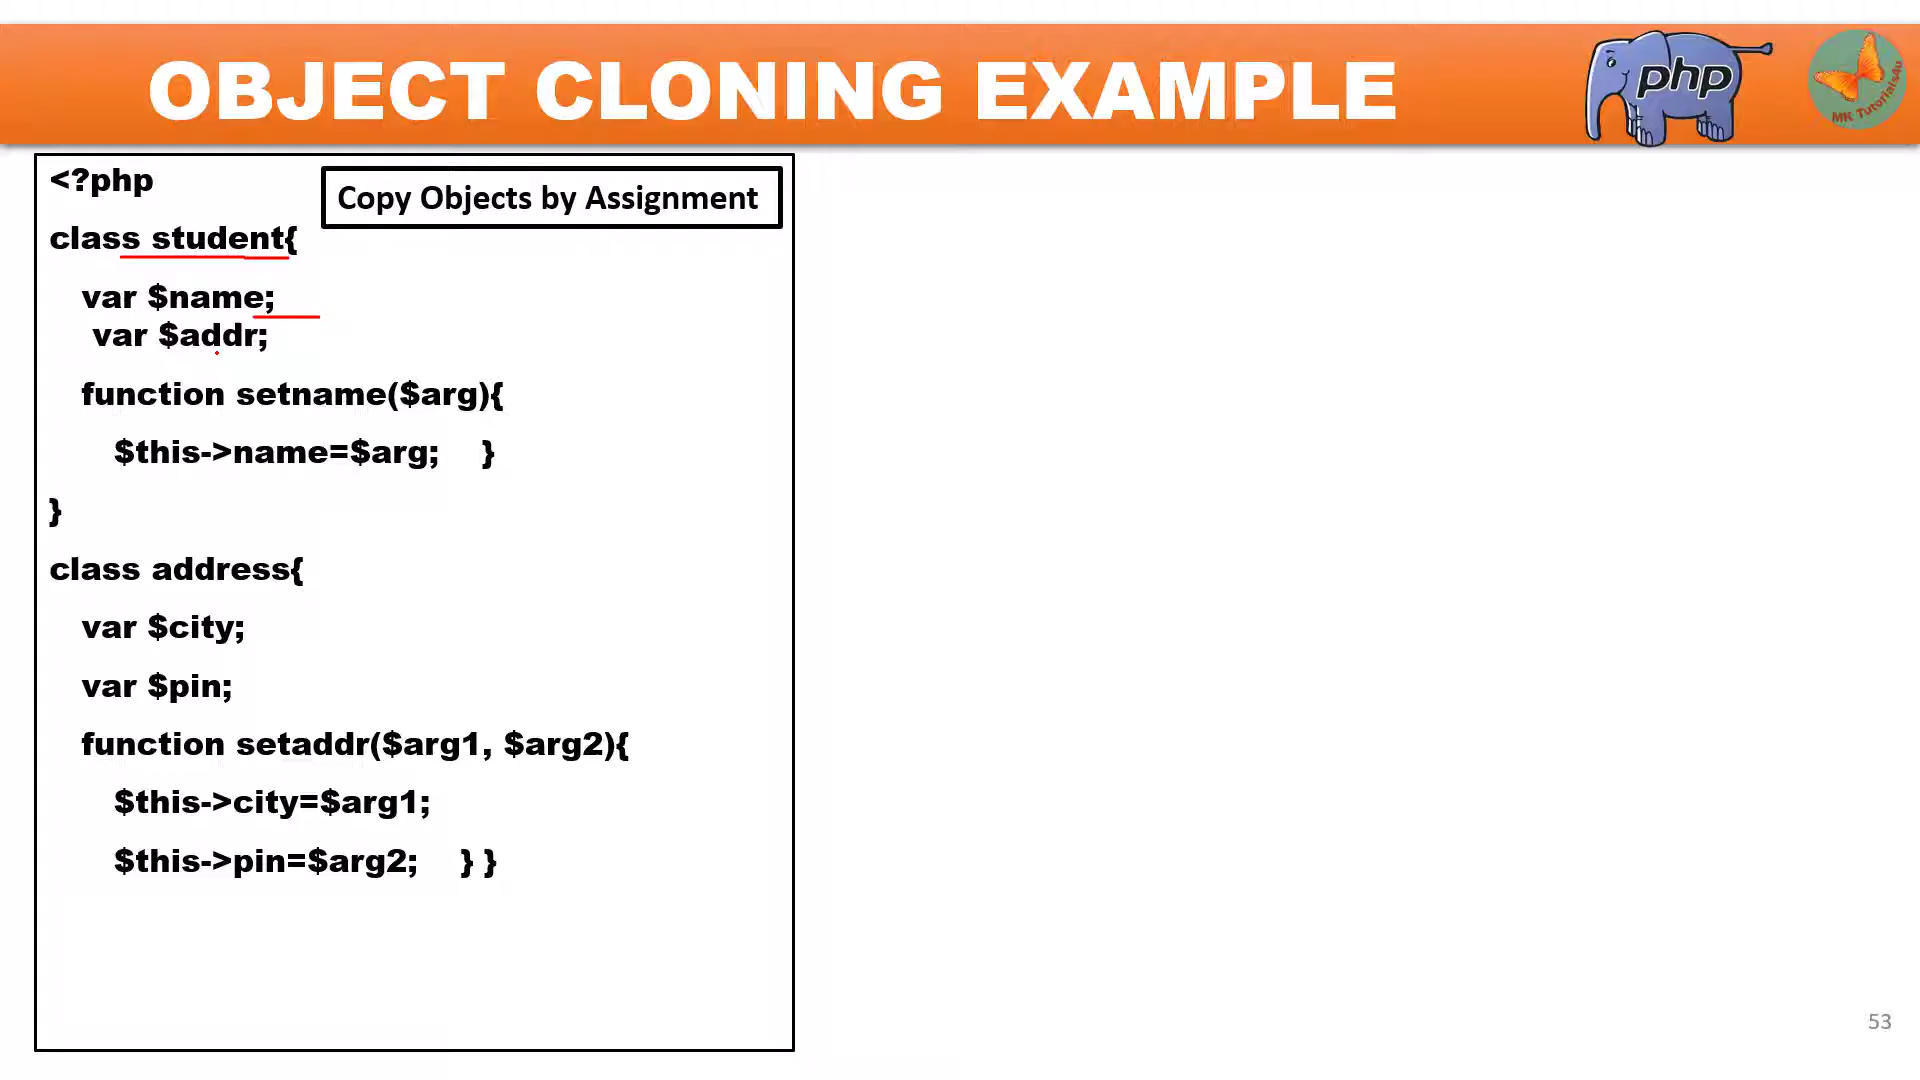 OBJECT CLONING EXAMPLE
php
MK Tutorials4u
<?php
Copy Objects by Assignment
class student{
var $name;
var $addr;
function setname($arg){
$this->name=$arg; }
}
class address{
var $city;
var $pin;
function setaddr($arg1, $arg2){
$this->city=$arg1;
$this->pin=$arg2; } }
53